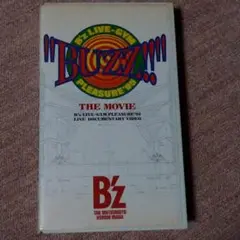 B'z LIVE-GYM
"BUZZ!!"
PLEASURE'95
THE MOVIE
B'z LIVE-GYM PLEASURE'95
LIVE DOCUMENTARY VIDEO
B'z